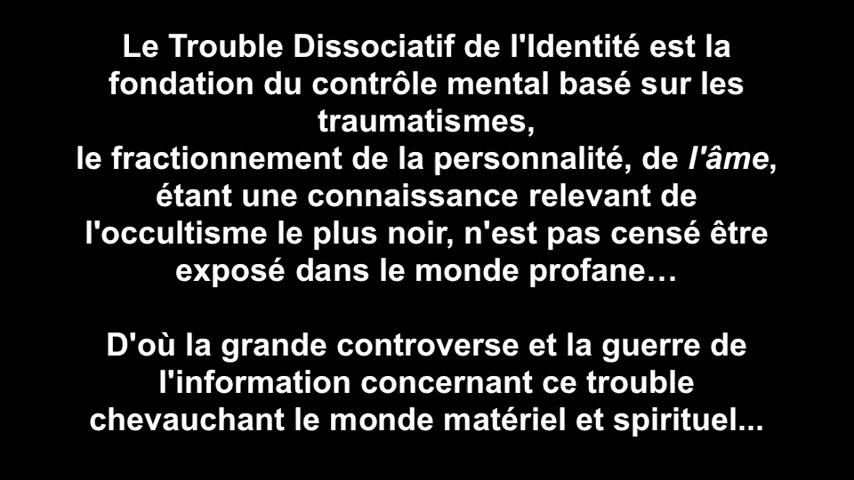 Le Trouble Dissociatif de l'Identité est la
fondation du contrôle mental basé sur les
traumatismes,
le fractionnement de la personnalité, de l'âme,
étant une connaissance relevant de
l'occultisme le plus noir, n'est pas censé être
exposé dans le monde profane…
D'où la grande controverse et la guerre de
l'information concernant ce trouble
chevauchant le monde matériel et spirituel...